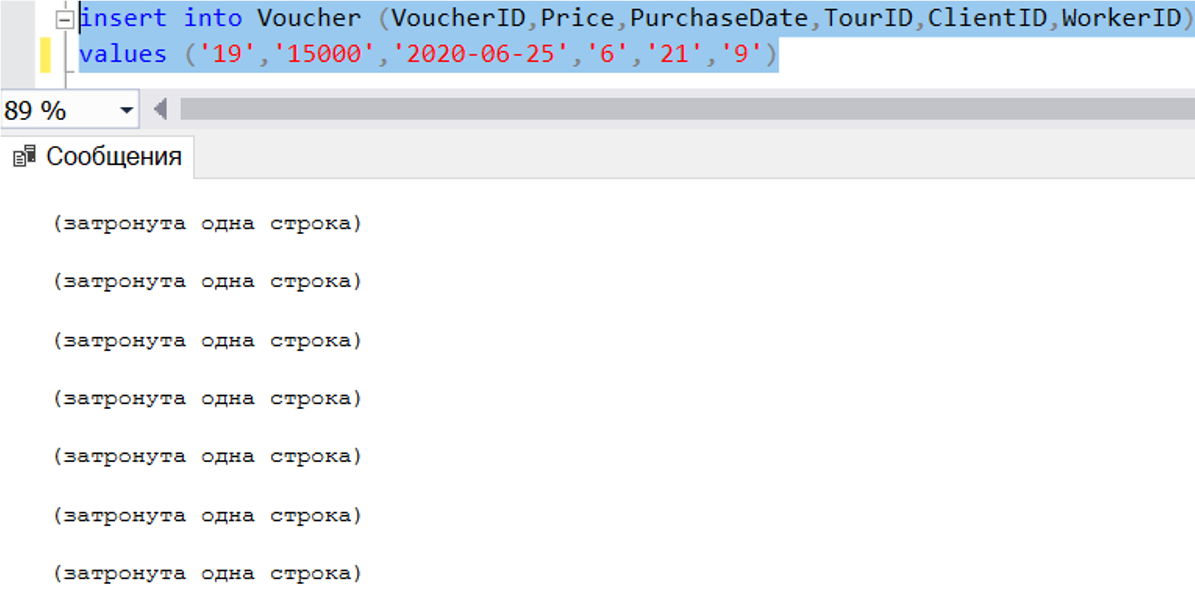 insert into Voucher (VoucherID,Price,PurchaseDate,TourID,ClientID,WorkerID)
values ('19','15000','2020-06-25','6','21','9')
89 %
Сообщения
(затронута одна строка)
(затронута одна строка)
(затронута одна строка)
(затронута одна строка)
(затронута одна строка)
(затронута одна строка)
(затронута одна строка)